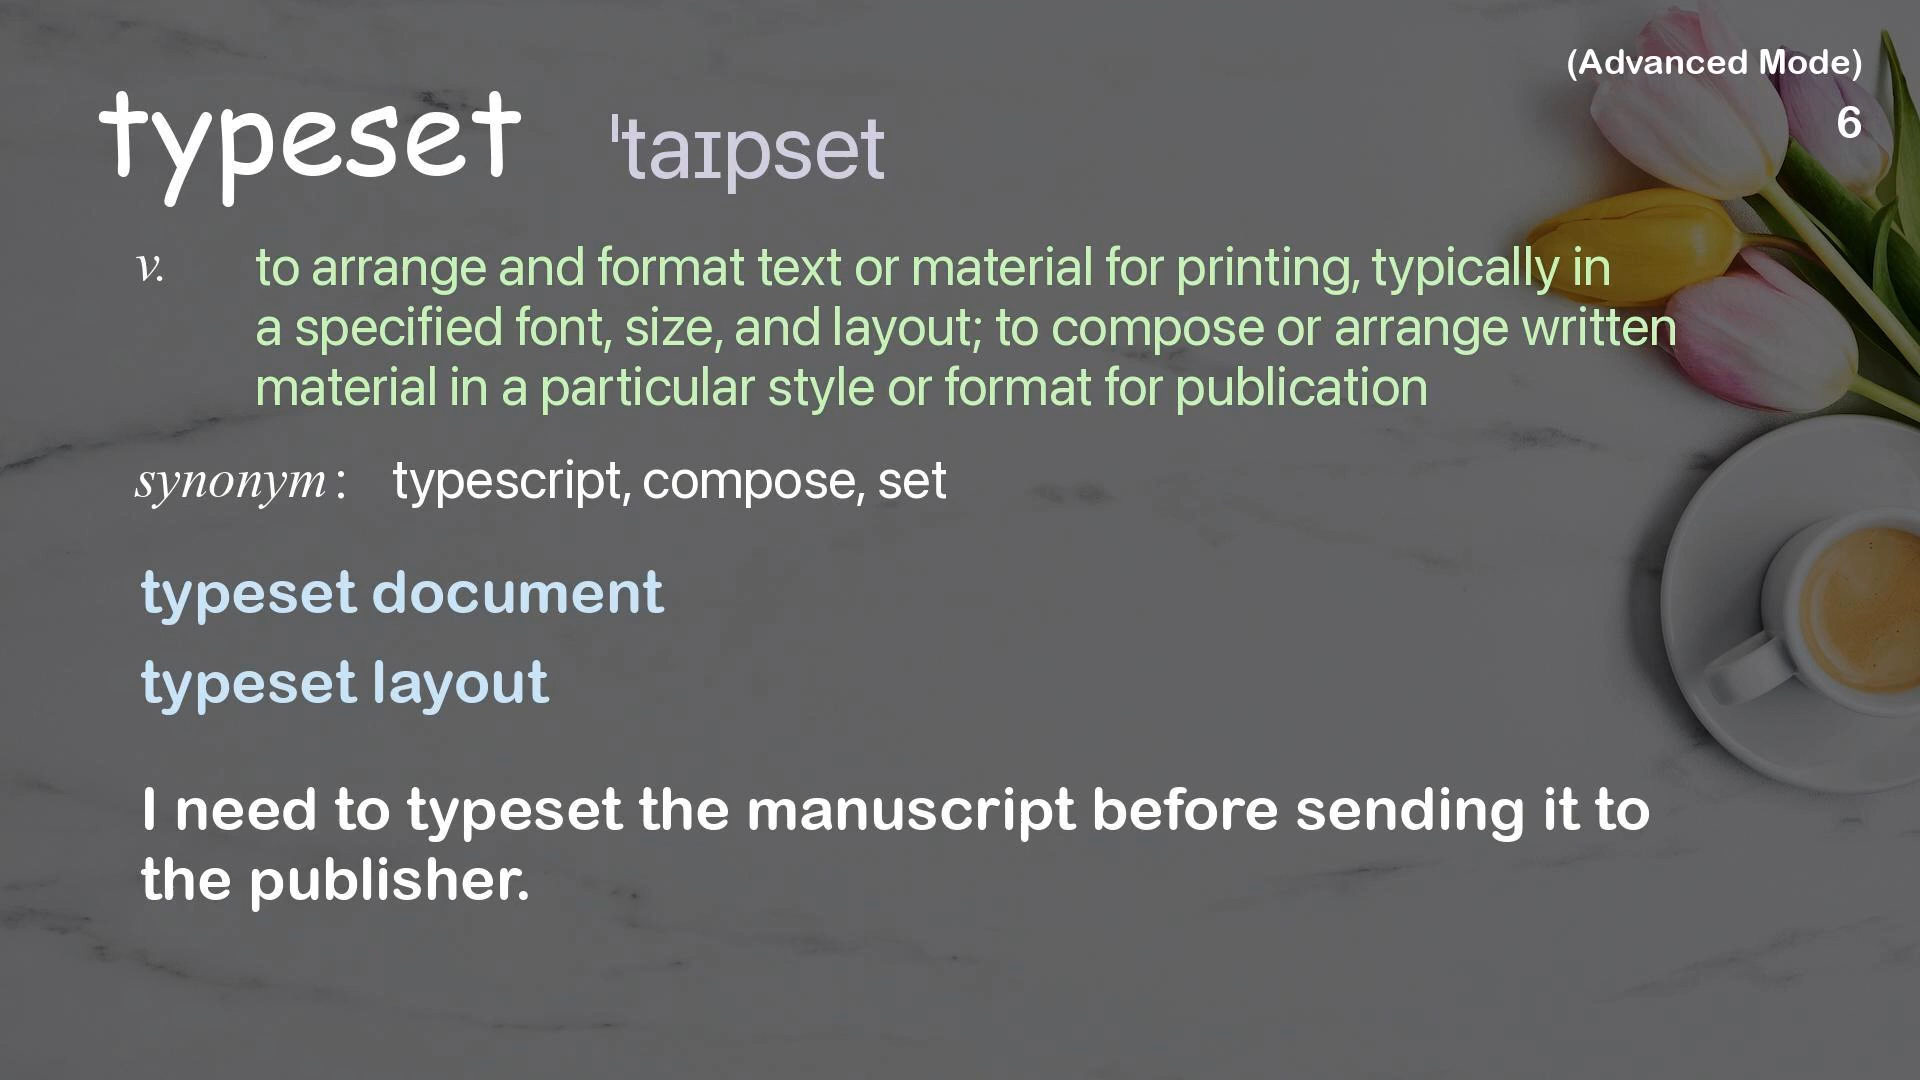 (Advanced Mode)
6
typeset ˈtaɪpset
v. to arrange and format text or material for printing, typically in
a specified font, size, and layout; to compose or arrange written
material in a particular style or format for publication
synonym : typescript, compose, set
typeset document
typeset layout
I need to typeset the manuscript before sending it to
the publisher.